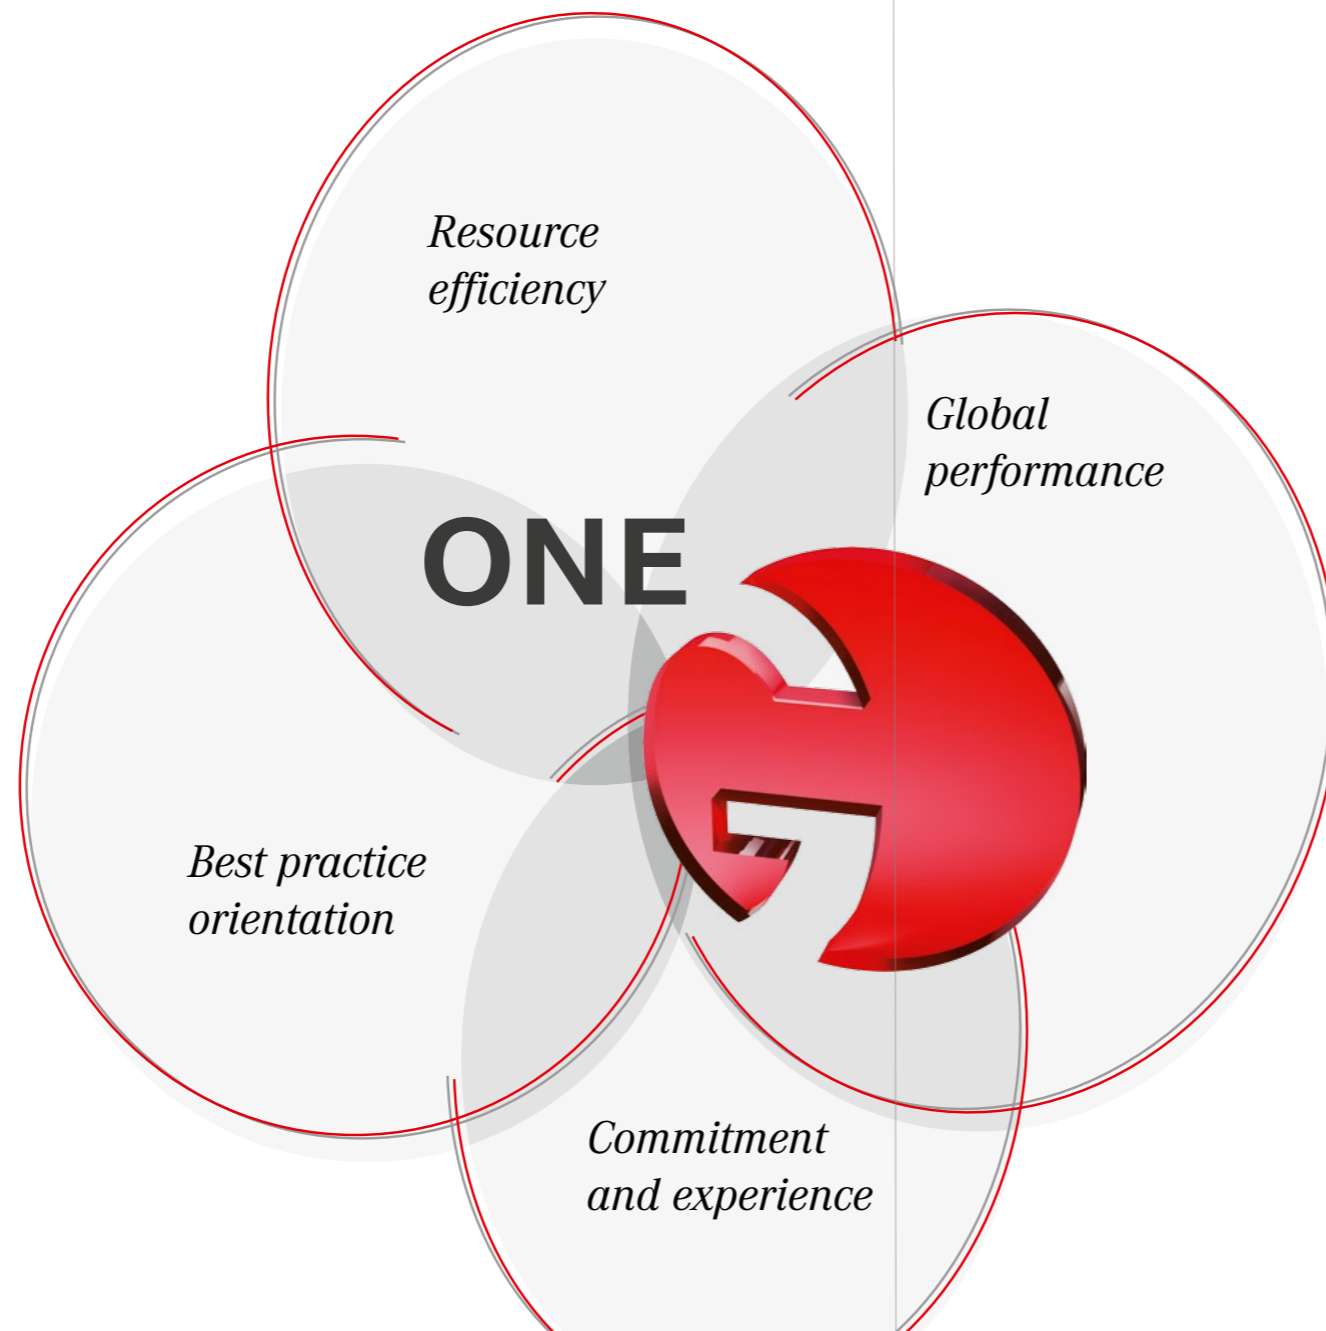 Resource
efficiency
Global
performance
ONE
Best practice
orientation
Commitment
and experience